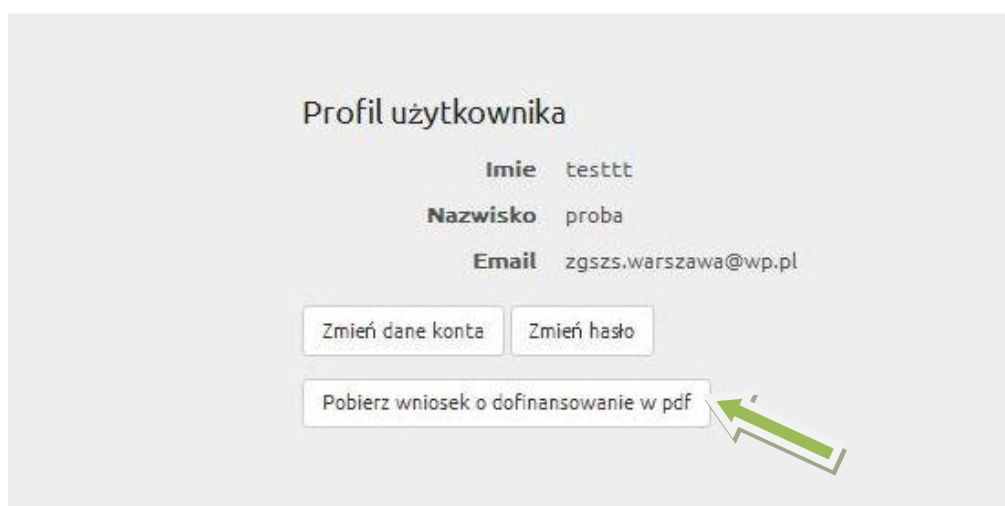 Profil użytkownika
Imie testtt
Nazwisko proba
Email zgszs.warszawa@wp.pl
Zmień dane konta Zmień hasło
Pobierz wniosek o dofinansowanie w pdf